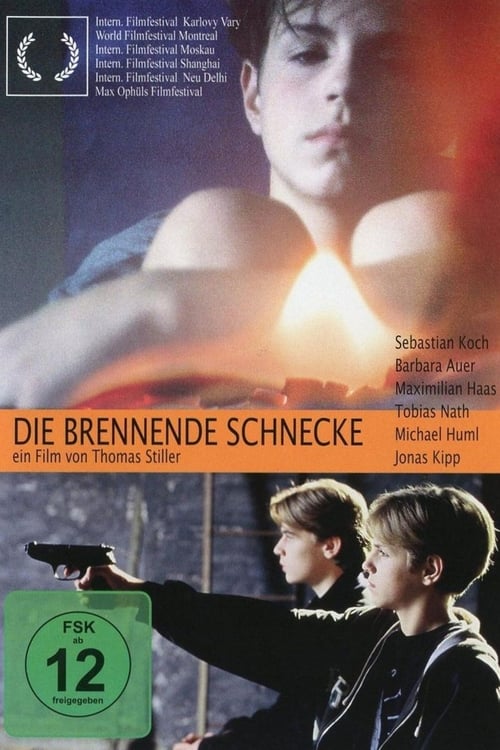 Intern. Filmfestival Karlovy Vary
World Filmfestival Montreal
Intern. Filmfestival Moskau
Intern. Filmfestival Shanghai
Intern. Filmfestival Neu Delhi
Max Ophüls Filmfestival
Sebastian Koch
Barbara Auer
Maximilian Haas
Tobias Nath
Michael Huml
Jonas Kipp
DIE BRENNENDE SCHNECKE
ein Film von Thomas Stiller
FSK
ab
12
freigegeben